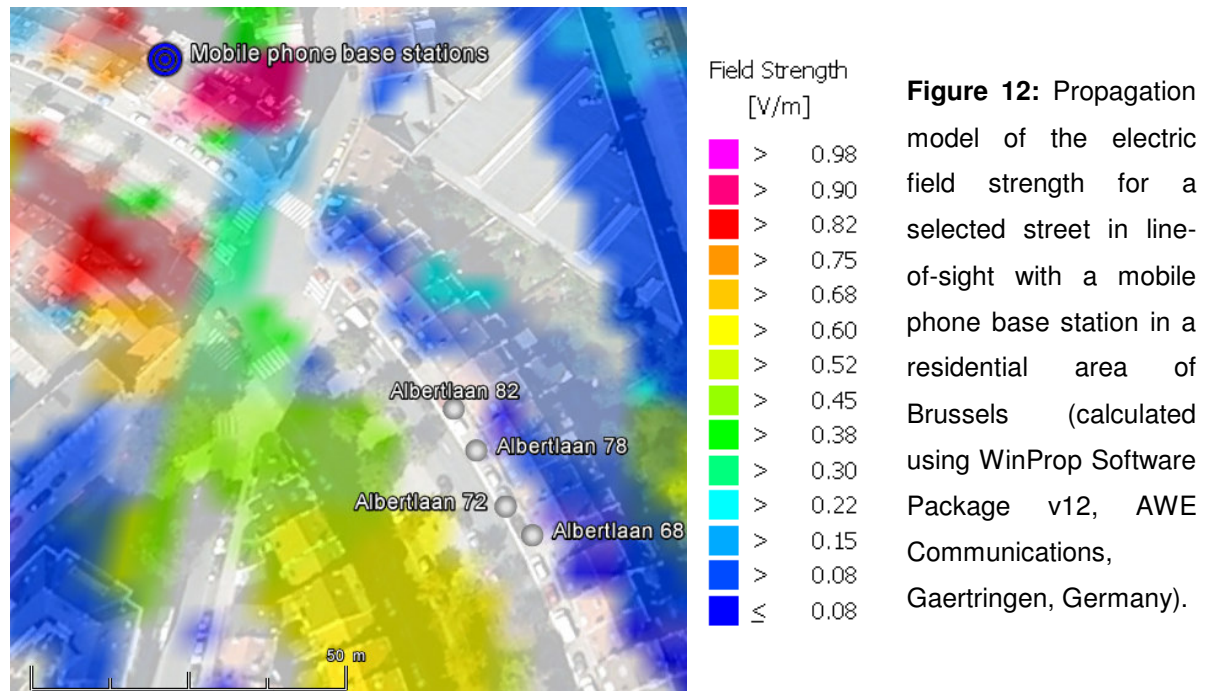 Mobile phone base stations
Albertlaan 82
Albertlaan 78
Albertlaan 72
Albertlaan 68
50 m
Field Strength
[V/m]
> 0.98
> 0.90
> 0.82
> 0.75
> 0.68
> 0.60
> 0.52
> 0.45
> 0.38
> 0.30
> 0.22
> 0.15
> 0.08
≤ 0.08
Figure 12: Propagation
model of the electric
field strength for a
selected street in line-
of-sight with a mobile
phone base station in a
residential area of
Brussels (calculated
using WinProp Software
Package v12, AWE
Communications,
Gaertringen, Germany).